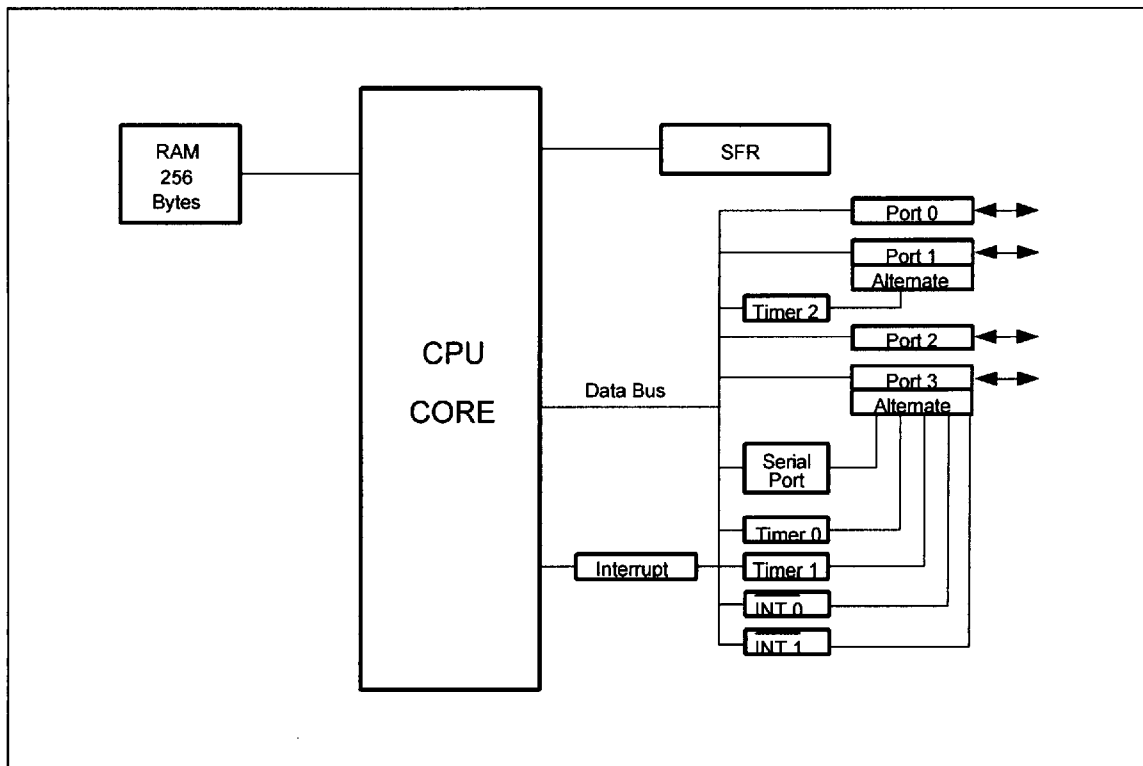 RAM
256
Bytes
CPU
CORE
SFR
Port 0
Port 1
Alternate
Timer 2
Port 2
Port 3
Alternate
Data Bus
Serial
Port
Timer 0
Interrupt
Timer 1
INT 0
INT 1